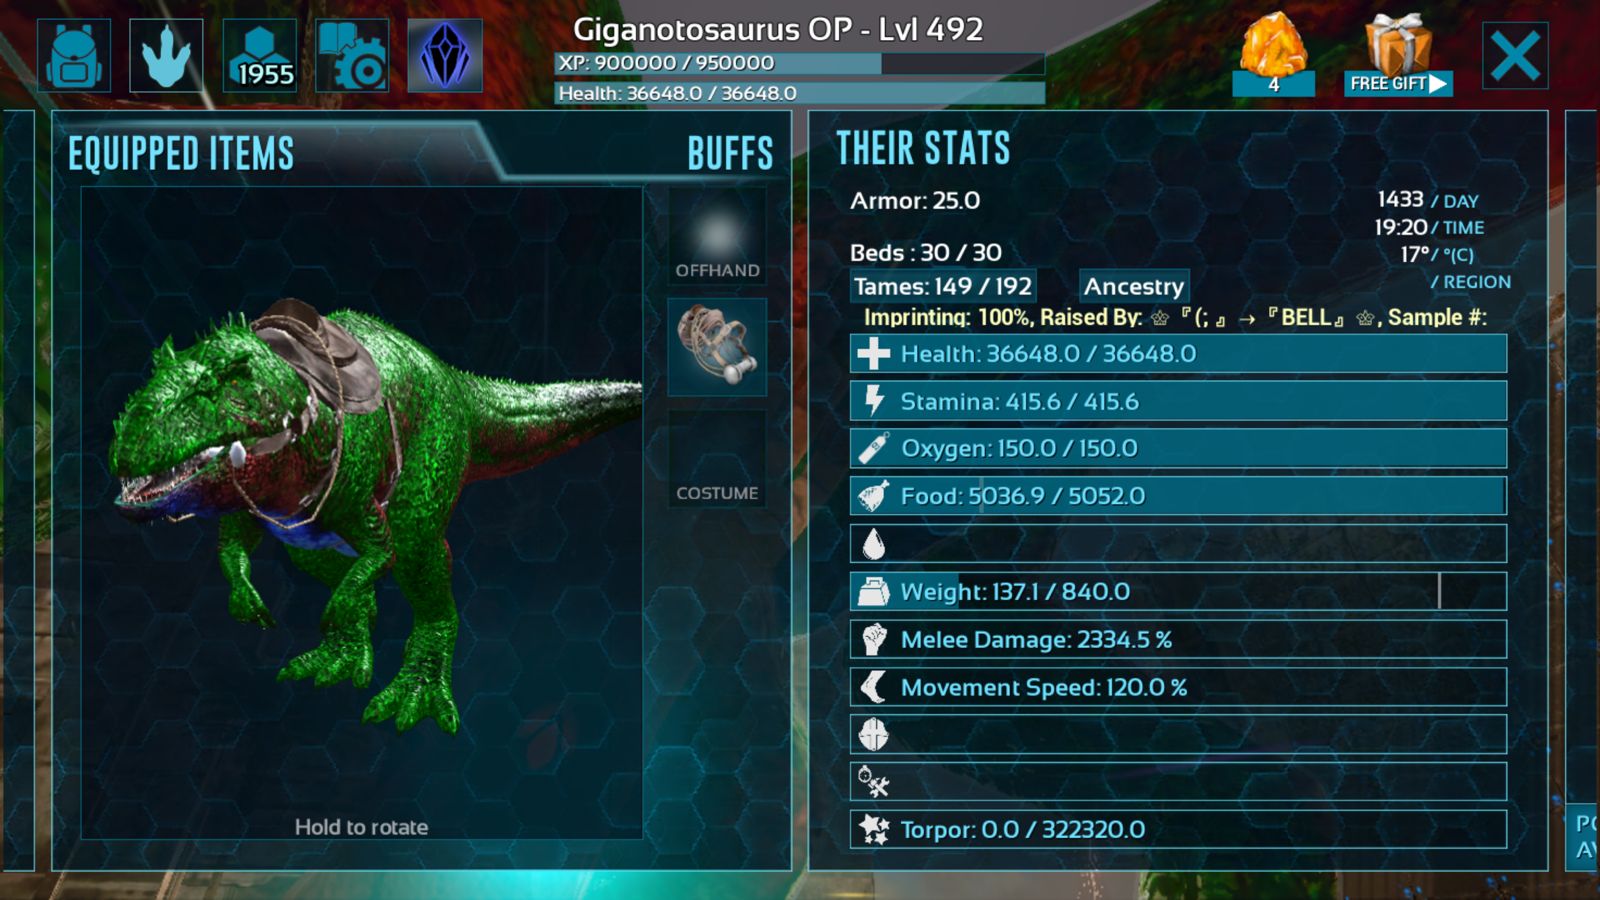 Giganotosaurus OP - Lvl 492
XP: 900000 / 950000
Health: 36648.0 / 36648.0
1955
4
FREE GIFT
EQUIPPED ITEMS
BUFFS
OFFHAND
COSTUME
Hold to rotate
THEIR STATS
Armor: 25.0
1433 / DAY
19:20 / TIME
17° / °(C)
/ REGION
Beds : 30 / 30
Tames: 149 / 192
Ancestry
Imprinting: 100%, Raised By: ♔ 『(; 』 → 『BELL』 ♔, Sample #:
Health: 36648.0 / 36648.0
Stamina: 415.6 / 415.6
Oxygen: 150.0 / 150.0
Food: 5036.9 / 5052.0
Weight: 137.1 / 840.0
Melee Damage: 2334.5 %
Movement Speed: 120.0 %
Torpor: 0.0 / 322320.0